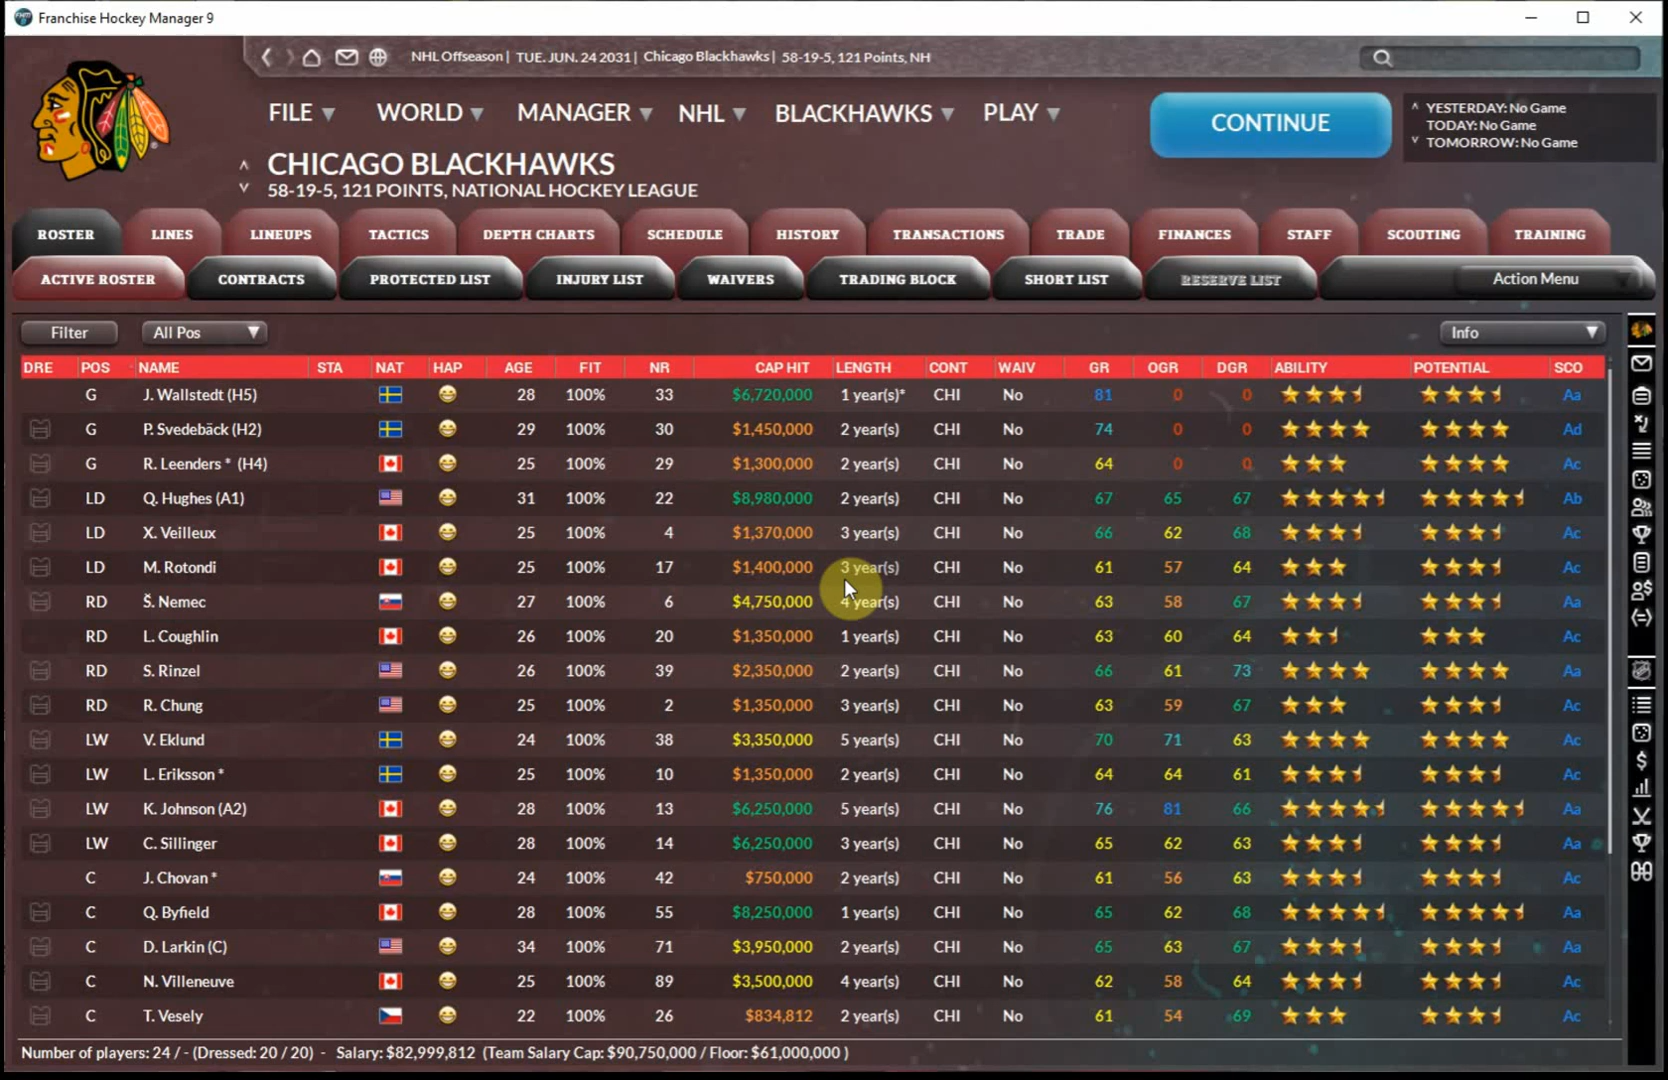 Franchise Hockey Manager 9
NHL Offseason | TUE. JUN. 24 2031 | Chicago Blackhawks | 58-19-5, 121 Points, NH
FILE WORLD MANAGER NHL BLACKHAWKS PLAY
CONTINUE
YESTERDAY: No Game
TODAY: No Game
TOMORROW: No Game
CHICAGO BLACKHAWKS
58-19-5, 121 POINTS, NATIONAL HOCKEY LEAGUE
ROSTER LINES LINEUPS TACTICS DEPTH CHARTS SCHEDULE HISTORY TRANSACTIONS TRADE FINANCES STAFF SCOUTING TRAINING
ACTIVE ROSTER CONTRACTS PROTECTED LIST INJURY LIST WAIVERS TRADING BLOCK SHORT LIST RESERVE LIST Action Menu
Filter All Pos Info
DRE POS NAME STA NAT HAP AGE FIT NR CAP HIT LENGTH CONT WAIV GR OGR DGR ABILITY POTENTIAL SCO
G J. Wallstedt (H5) 28 100% 33 $6,720,000 1 year(s)* CHI No 81 0 0 Aa
G P. Svedebäck (H2) 29 100% 30 $1,450,000 2 year(s) CHI No 74 0 0 Ad
G R. Leenders * (H4) 25 100% 29 $1,300,000 2 year(s) CHI No 64 0 0 Ac
LD Q. Hughes (A1) 31 100% 22 $8,980,000 2 year(s) CHI No 67 65 67 Ab
LD X. Veilleux 25 100% 4 $1,370,000 3 year(s) CHI No 66 62 68 Ac
LD M. Rotondi 25 100% 17 $1,400,000 3 year(s) CHI No 61 57 64 Ac
RD Š. Nemec 27 100% 6 $4,750,000 4 year(s) CHI No 63 58 67 Aa
RD L. Coughlin 26 100% 20 $1,350,000 1 year(s) CHI No 63 60 64 Ac
RD S. Rinzel 26 100% 39 $2,350,000 2 year(s) CHI No 66 61 73 Aa
RD R. Chung 25 100% 2 $1,350,000 3 year(s) CHI No 63 59 67 Ac
LW V. Eklund 24 100% 38 $3,350,000 5 year(s) CHI No 70 71 63 Ac
LW L. Eriksson * 25 100% 10 $1,350,000 2 year(s) CHI No 64 64 61 Ac
LW K. Johnson (A2) 28 100% 13 $6,250,000 5 year(s) CHI No 76 81 66 Aa
LW C. Sillinger 28 100% 14 $6,250,000 3 year(s) CHI No 65 62 63 Aa
C J. Chovan * 24 100% 42 $750,000 2 year(s) CHI No 61 56 63 Ac
C Q. Byfield 28 100% 55 $8,250,000 1 year(s) CHI No 65 62 68 Aa
C D. Larkin (C) 34 100% 71 $3,950,000 2 year(s) CHI No 65 63 67 Aa
C N. Villeneuve 25 100% 89 $3,500,000 4 year(s) CHI No 62 58 64 Ac
C T. Vesely 22 100% 26 $834,812 2 year(s) CHI No 61 54 69 Ac
Number of players: 24 / - (Dressed: 20 / 20) - Salary: $82,999,812 (Team Salary Cap: $90,750,000 / Floor: $61,000,000 )